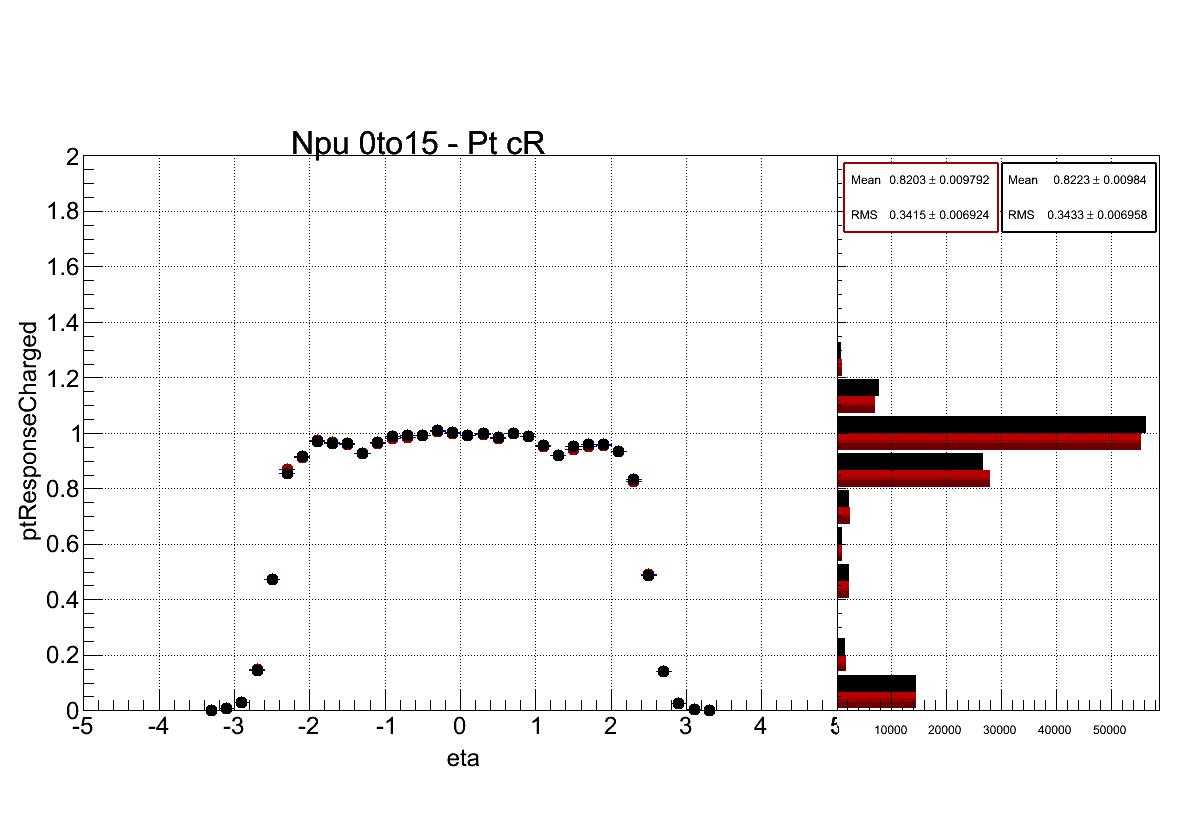 Npu 0to15 - Pt cR
2
1.8
1.6
1.4
1.2
1
0.8
0.6
0.4
0.2
0
ptResponseCharged
-5 -4 -3 -2 -1 0 1 2 3 4 5
eta
Mean 0.8203 ± 0.009792
RMS 0.3415 ± 0.006924
Mean 0.8223 ± 0.00984
RMS 0.3433 ± 0.006958
10000 20000 30000 40000 50000